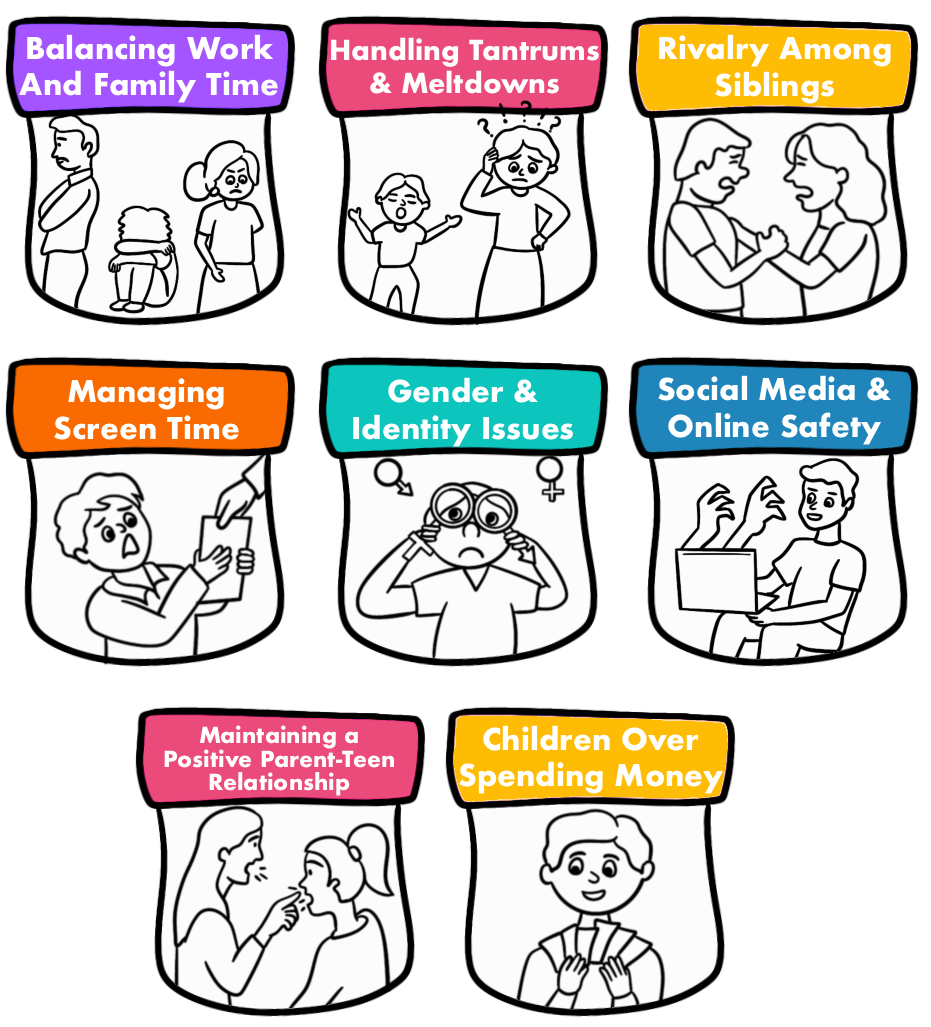 Balancing Work
And Family Time
Handling Tantrums
& Meltdowns
Rivalry Among
Siblings
Managing
Screen Time
Gender &
Identity Issues
Social Media &
Online Safety
Maintaining a
Positive Parent-Teen
Relationship
Children Over
Spending Money